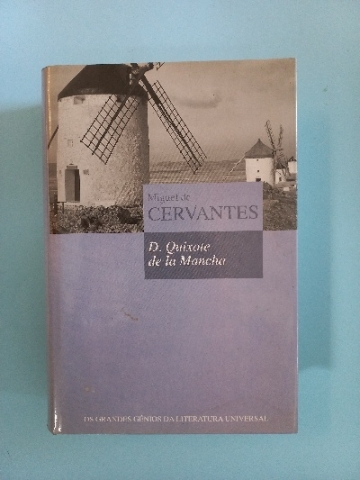 Miguel de
CERVANTES
D. Quixote
de la Mancha
OS GRANDES GÉNIOS DA LITERATURA UNIVERSAL